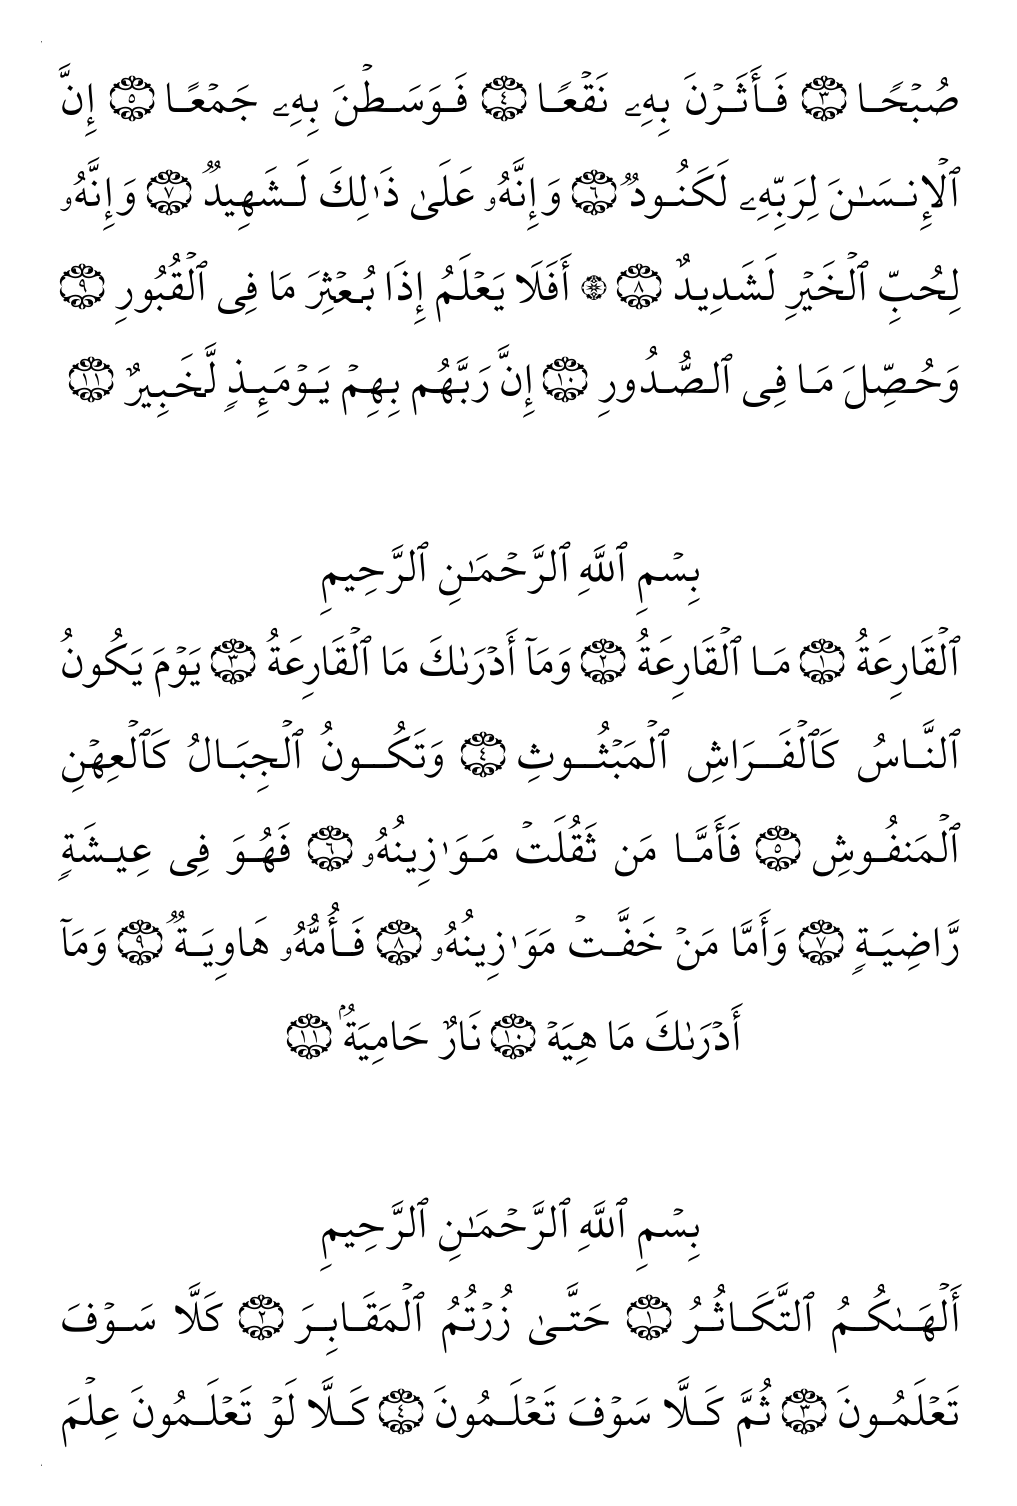 صُبۡحٗا ٣ فَأَثَرۡنَ بِهِۦ نَقۡعٗا ٤ فَوَسَطۡنَ بِهِۦ جَمۡعًا ٥ إِنَّ
ٱلۡإِنسَٰنَ لِرَبِّهِۦ لَكَنُودٞ ٦ وَإِنَّهُۥ عَلَىٰ ذَٰلِكَ لَشَهِيدٞ ٧ وَإِنَّهُۥ
لِحُبِّ ٱلۡخَيۡرِ لَشَدِيدٌ ٨ ۞ أَفَلَا يَعۡلَمُ إِذَا بُعۡثِرَ مَا فِى ٱلۡقُبُورِ ٩
وَحُصِّلَ مَا فِى ٱلصُّدُورِ ١٠ إِنَّ رَبَّهُم بِهِمۡ يَوۡمَئِذٖ لَّخَبِيرٌ ١١
بِسۡمِ ٱللَّهِ ٱلرَّحۡمَٰنِ ٱلرَّحِيمِ
ٱلۡقَارِعَةُ ١ مَا ٱلۡقَارِعَةُ ٢ وَمَآ أَدۡرَىٰكَ مَا ٱلۡقَارِعَةُ ٣ يَوۡمَ يَكُونُ
ٱلنَّاسُ كَٱلۡفَرَاشِ ٱلۡمَبۡثُوثِ ٤ وَتَكُونُ ٱلۡجِبَالُ كَٱلۡعِهۡنِ
ٱلۡمَنفُوشِ ٥ فَأَمَّا مَن ثَقُلَتۡ مَوَٰزِينُهُۥ ٦ فَهُوَ فِى عِيشَةٖ
رَّاضِيَةٖ ٧ وَأَمَّا مَنۡ خَفَّتۡ مَوَٰزِينُهُۥ ٨ فَأُمُّهُۥ هَاوِيَةٞ ٩ وَمَآ
أَدۡرَىٰكَ مَا هِيَهۡ ١٠ نَارٌ حَامِيَةُۢ ١١
بِسۡمِ ٱللَّهِ ٱلرَّحۡمَٰنِ ٱلرَّحِيمِ
أَلۡهَىٰكُمُ ٱلتَّكَاثُرُ ١ حَتَّىٰ زُرۡتُمُ ٱلۡمَقَابِرَ ٢ كَلَّا سَوۡفَ
تَعۡلَمُونَ ٣ ثُمَّ كَلَّا سَوۡفَ تَعۡلَمُونَ ٤ كَلَّا لَوۡ تَعۡلَمُونَ عِلۡمَ